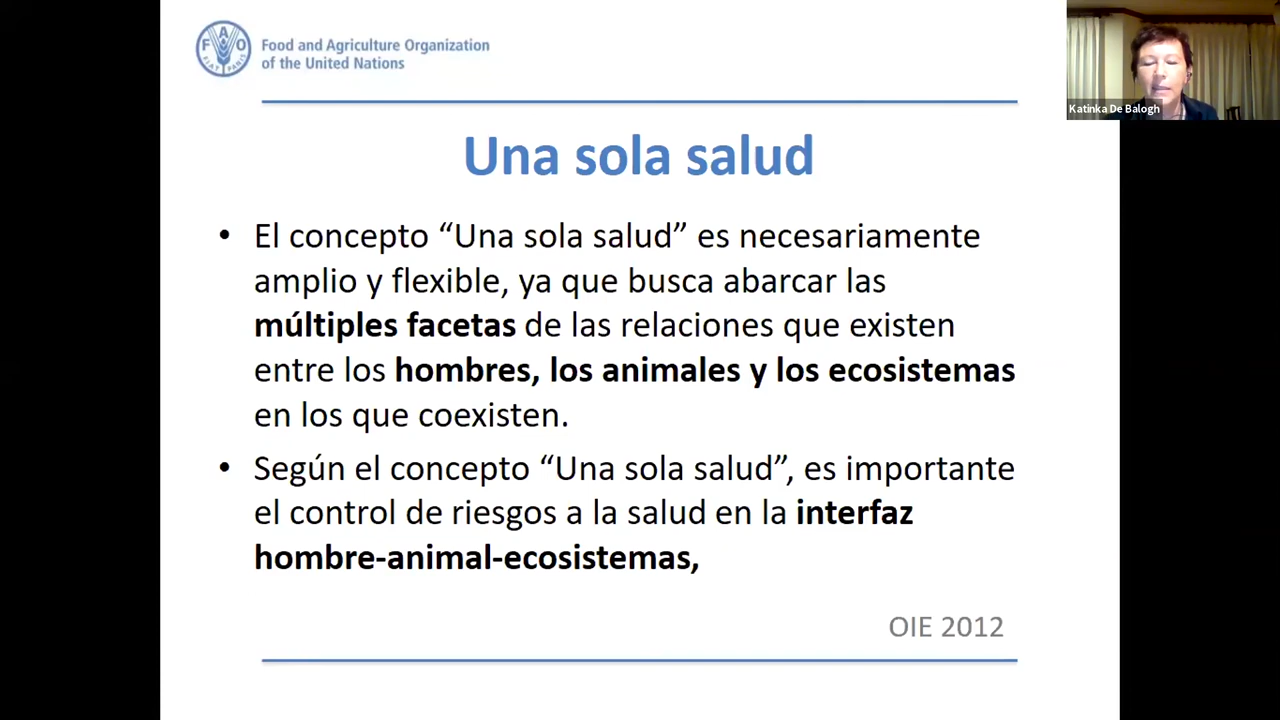 Food and Agriculture Organization
of the United Nations
Katinka De Balogh
Una sola salud
• El concepto “Una sola salud” es necesariamente
amplio y flexible, ya que busca abarcar las
múltiples facetas de las relaciones que existen
entre los hombres, los animales y los ecosistemas
en los que coexisten.
• Según el concepto “Una sola salud”, es importante
el control de riesgos a la salud en la interfaz
hombre-animal-ecosistemas,
OIE 2012